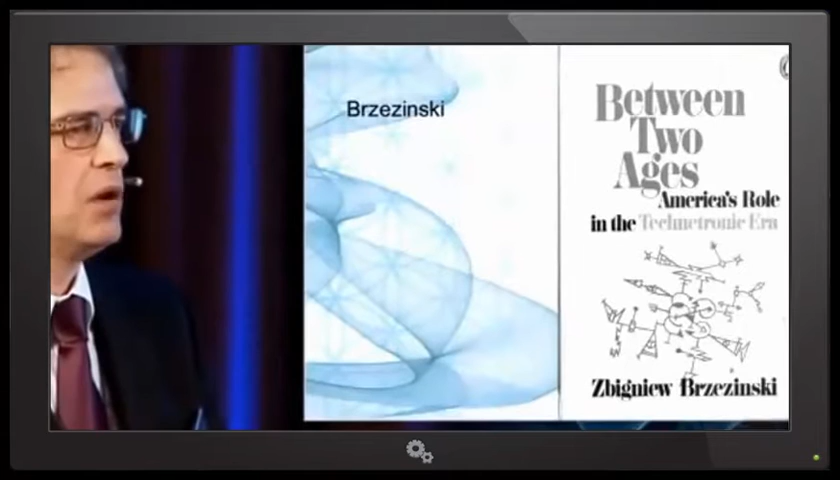 Brzezinski
Between
Two
Ages
America's Role
in the Technetronic Era
Zbigniew Brzezinski